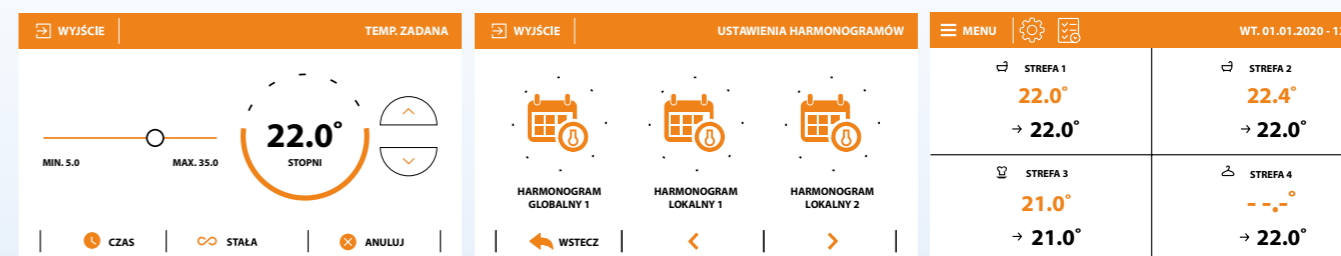 WYJŚCIE
TEMP. ZADANA
22.0°
STOPNI
MIN. 5.0
MAX. 35.0
CZAS
STAŁA
ANULUJ
WYJŚCIE
USTAWIENIA HARMONOGRAMÓW
HARMONOGRAM
GLOBALNY 1
HARMONOGRAM
LOKALNY 1
HARMONOGRAM
LOKALNY 2
WSTECZ
MENU
WT. 01.01.2020 - 12
STREFA 1
22.0°
→ 22.0°
STREFA 2
22.4°
→ 22.0°
STREFA 3
21.0°
→ 21.0°
STREFA 4
--.-°
→ 22.0°